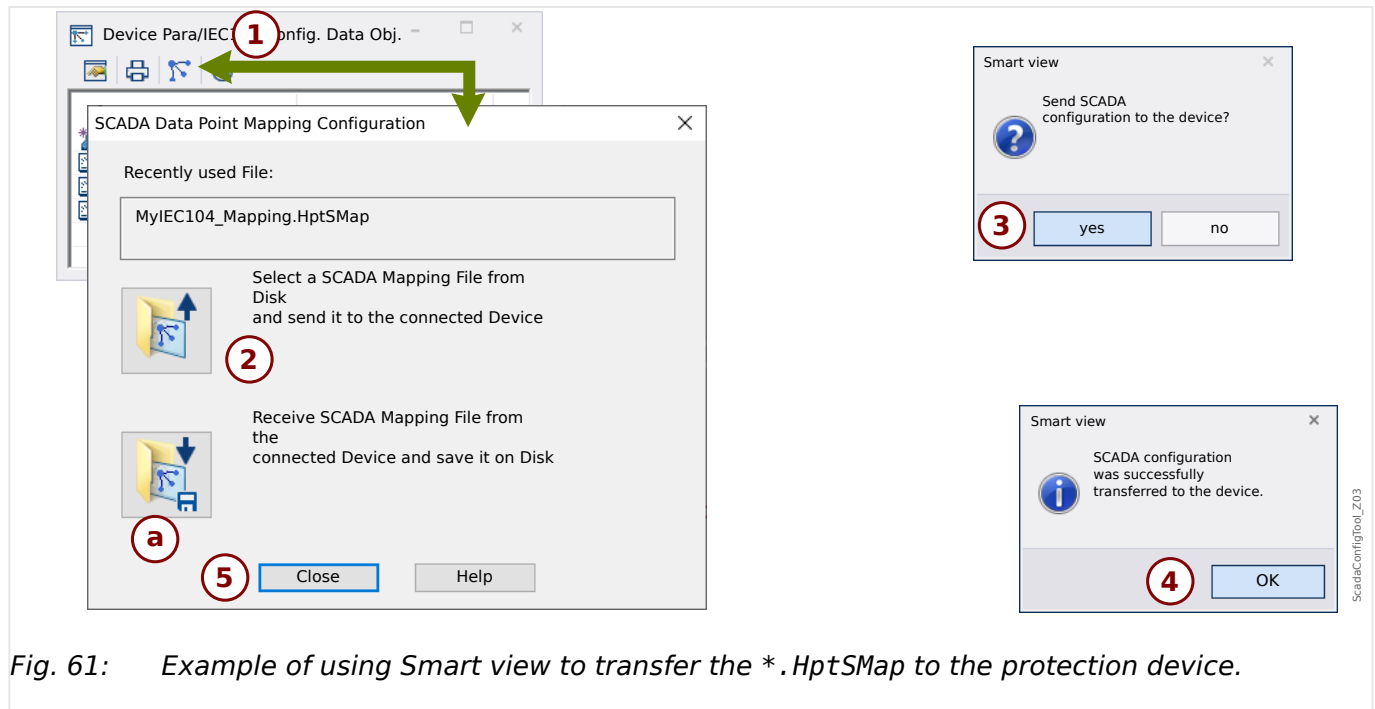 Device Para/IEC1
1
onfig. Data Obj.
SCADA Data Point Mapping Configuration
Recently used File:
MyIEC104_Mapping.HptSMap
Select a SCADA Mapping File from
Disk
and send it to the connected Device
2
Receive SCADA Mapping File from
the
connected Device and save it on Disk
a
5
Close
Help
Smart view
Send SCADA
configuration to the device?
3
yes
no
Smart view
SCADA configuration
was successfully
transferred to the device.
4
OK
ScadaConfigTool_Z03
Fig. 61: Example of using Smart view to transfer the *.HptSMap to the protection device.